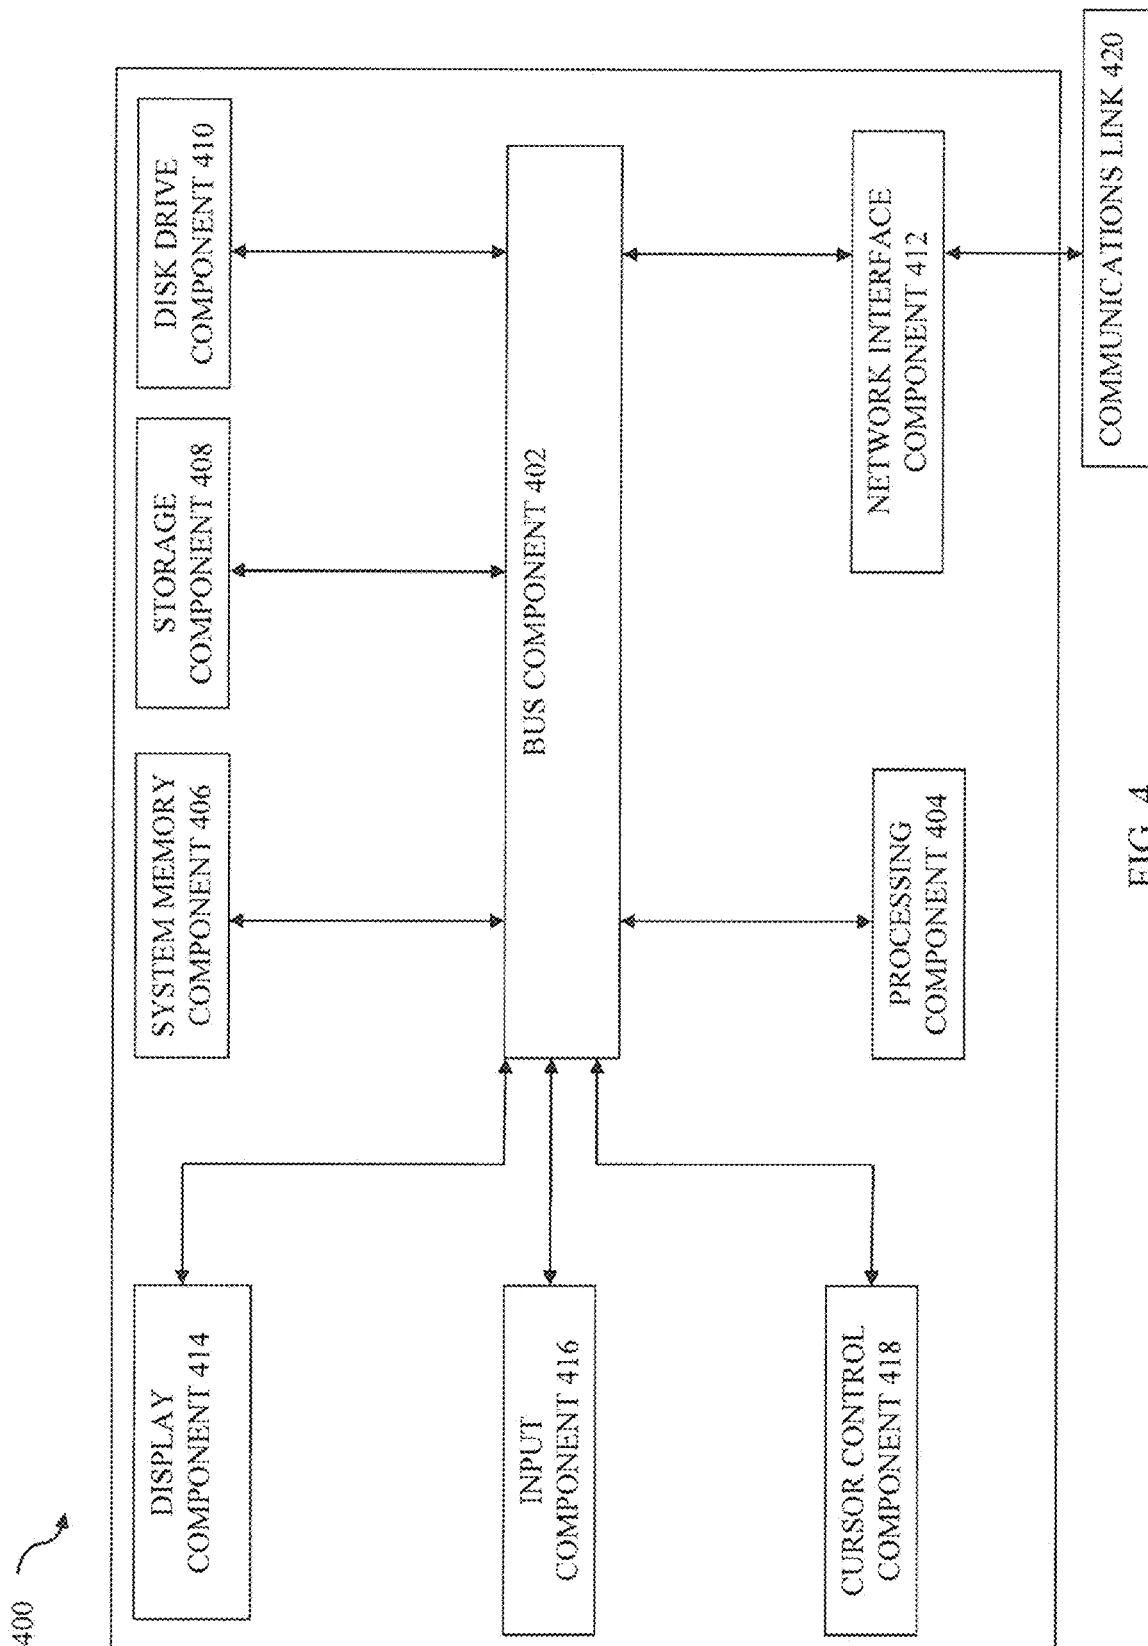 400
DISPLAY
COMPONENT 414
SYSTEM MEMORY
COMPONENT 406
STORAGE
COMPONENT 408
DISK DRIVE
COMPONENT 410
INPUT
COMPONENT 416
BUS COMPONENT 402
CURSOR CONTROL
COMPONENT 418
PROCESSING
COMPONENT 404
NETWORK INTERFACE
COMPONENT 412
COMMUNICATIONS LINK 420
FIG. 4